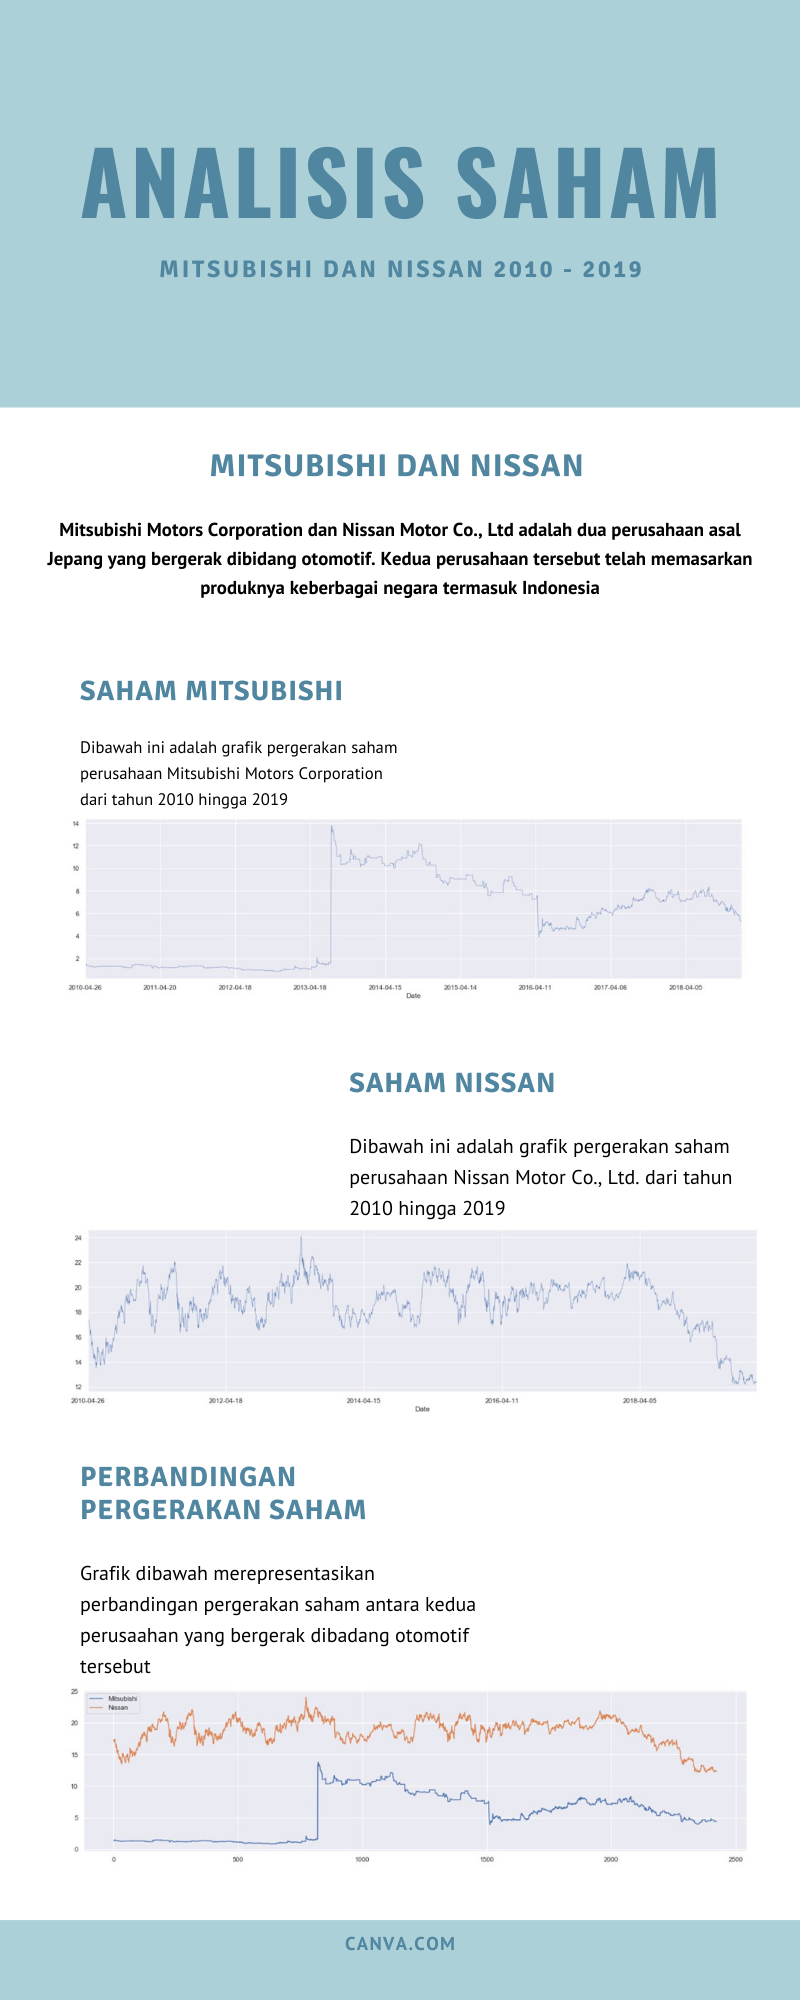 ANALISIS SAHAM
MITSUBISHI DAN NISSAN 2010 - 2019
MITSUBISHI DAN NISSAN
Mitsubishi Motors Corporation dan Nissan Motor Co., Ltd adalah dua perusahaan asal
Jepang yang bergerak dibidang otomotif. Kedua perusahaan tersebut telah memasarkan
produknya keberbagai negara termasuk Indonesia
SAHAM MITSUBISHI
Dibawah ini adalah grafik pergerakan saham
perusahaan Mitsubishi Motors Corporation
dari tahun 2010 hingga 2019
14
12
10
8
6
4
2
2010-04-26 2011-04-20 2012-04-18 2013-04-18 2014-04-15 2015-04-14 2016-04-11 2017-04-06 2018-04-05
Date
SAHAM NISSAN
Dibawah ini adalah grafik pergerakan saham
perusahaan Nissan Motor Co., Ltd. dari tahun
2010 hingga 2019
24
22
20
18
16
14
12
2010-04-26 2012-04-18 2014-04-15 2016-04-11 2018-04-05
Date
PERBANDINGAN
PERGERAKAN SAHAM
Grafik dibawah merepresentasikan
perbandingan pergerakan saham antara kedua
perusaahan yang bergerak dibadang otomotif
tersebut
25
Mitsubishi
Nissan
20
15
10
5
0
0 500 1000 1500 2000 2500
CANVA.COM